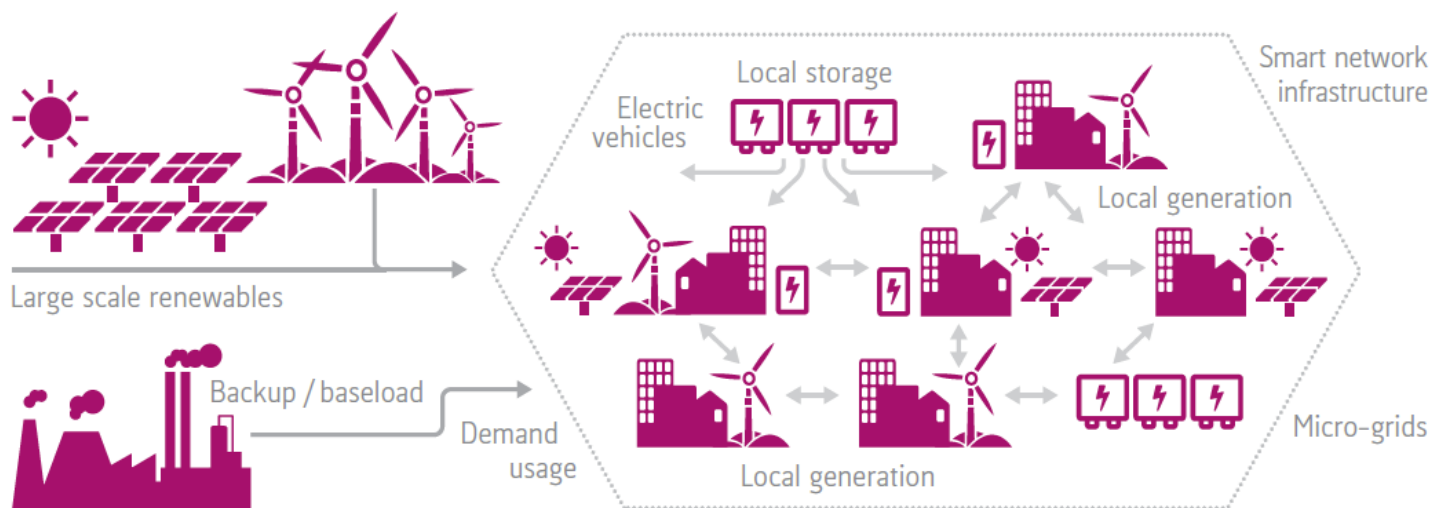 Smart network
infrastructure
Local storage
Electric
vehicles
Local generation
Large scale renewables
Backup / baseload
Demand
usage
Micro-grids
Local generation